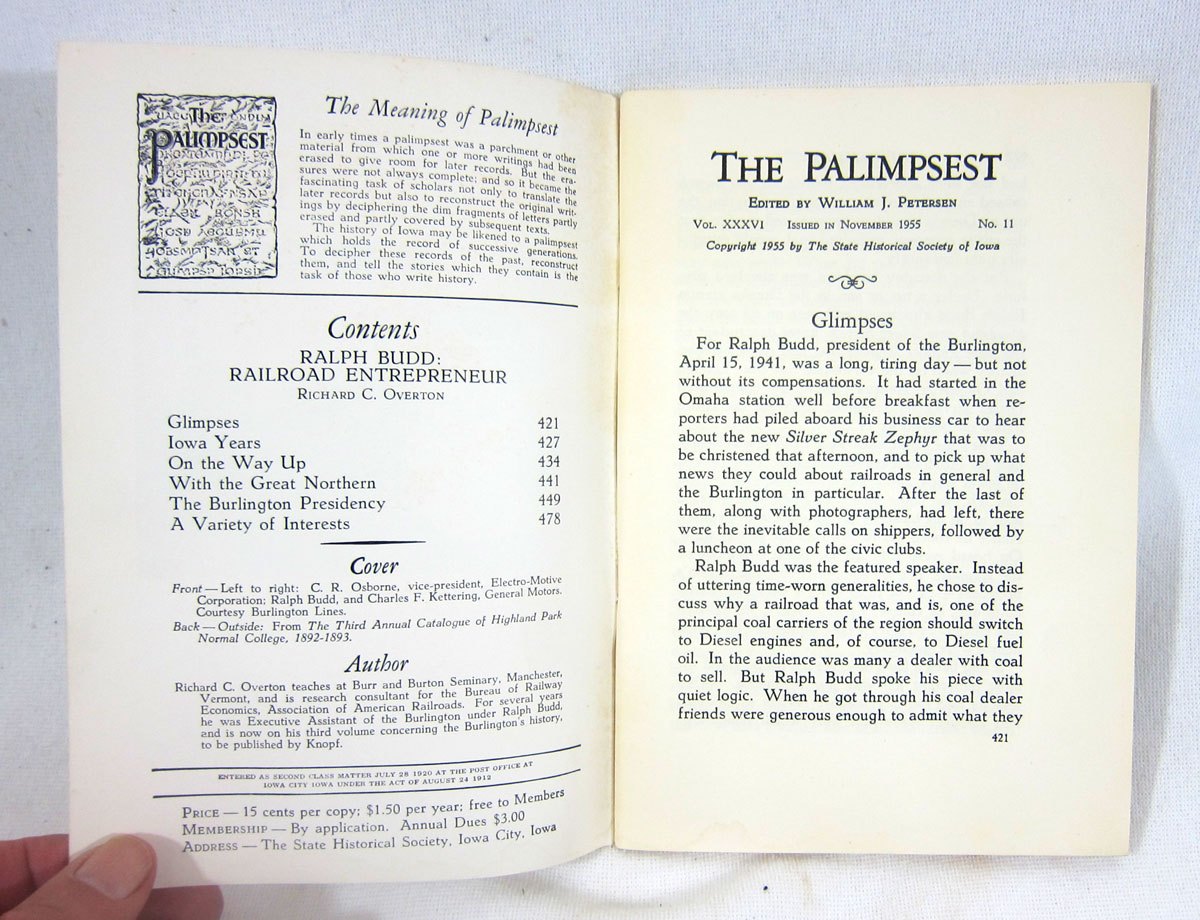 The
PALIMPSEST
The Meaning of Palimpsest
In early times a palimpsest was a parchment or other
material from which one or more writings had been
erased to give room for later records. But the era-
sures were not always complete; and so it became the
fascinating task of scholars not only to translate the
later records but also to reconstruct the original writ-
ings by deciphering the dim fragments of letters partly
erased and partly covered by subsequent texts.
The history of Iowa may be likened to a palimpsest
which holds the record of successive generations.
To decipher these records of the past, reconstruct
them, and tell the stories which they contain is the
task of those who write history.
Contents
RALPH BUDD:
RAILROAD ENTREPRENEUR
RICHARD C. OVERTON
Glimpses 421
Iowa Years 427
On the Way Up 434
With the Great Northern 441
The Burlington Presidency 449
A Variety of Interests 478
Cover
Front — Left to right: C. R. Osborne, vice-president, Electro-Motive
Corporation; Ralph Budd, and Charles F. Kettering, General Motors.
Courtesy Burlington Lines.
Back — Outside: From The Third Annual Catalogue of Highland Park
Normal College, 1892-1893.
Author
Richard C. Overton teaches at Burr and Burton Seminary, Manchester,
Vermont, and is research consultant for the Bureau of Railway
Economics, Association of American Railroads. For several years
he was Executive Assistant of the Burlington under Ralph Budd,
and is now on his third volume concerning the Burlington's history,
to be published by Knopf.
ENTERED AS SECOND CLASS MATTER JULY 28 1920 AT THE POST OFFICE AT
IOWA CITY IOWA UNDER THE ACT OF AUGUST 24 1912
PRICE — 15 cents per copy; $1.50 per year; free to Members
MEMBERSHIP — By application. Annual Dues $3.00
ADDRESS — The State Historical Society, Iowa City, Iowa
THE PALIMPSEST
EDITED BY WILLIAM J. PETERSEN
VOL. XXXVI ISSUED IN NOVEMBER 1955 NO. 11
Copyright 1955 by The State Historical Society of Iowa
Glimpses
For Ralph Budd, president of the Burlington,
April 15, 1941, was a long, tiring day — but not
without its compensations. It had started in the
Omaha station well before breakfast when re-
porters had piled aboard his business car to hear
about the new Silver Streak Zephyr that was to
be christened that afternoon, and to pick up what
news they could about railroads in general and
the Burlington in particular. After the last of
them, along with photographers, had left, there
were the inevitable calls on shippers, followed by
a luncheon at one of the civic clubs.
Ralph Budd was the featured speaker. Instead
of uttering time-worn generalities, he chose to dis-
cuss why a railroad that was, and is, one of the
principal coal carriers of the region should switch
to Diesel engines and, of course, to Diesel fuel
oil. In the audience was many a dealer with coal
to sell. But Ralph Budd spoke his piece with
quiet logic. When he got through his coal dealer
friends were generous enough to admit what they
421